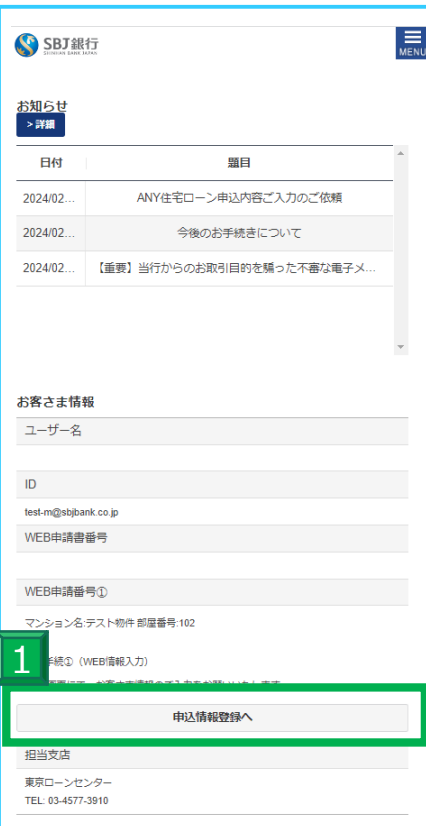 SBJ銀行
SHINHAN BANK JAPAN
MENU
お知らせ
>詳細
日付 題目
2024/02... ANY住宅ローン申込内容ご入力のご依頼
2024/02... 今後のお手続きについて
2024/02... 【重要】当行からのお取引目的を騙った不審な電子メ...
お客さま情報
ユーザー名
ID
test-m@sbjbank.co.jp
WEB申請書番号
WEB申請番号①
マンション名:テスト物件 部屋番号:102
1
手続①（WEB情報入力）
申込情報登録へ
担当支店
東京ローンセンター
TEL: 03-4577-3910